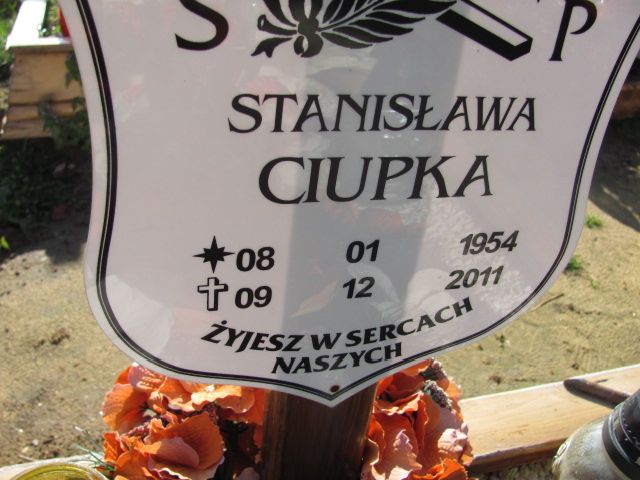 S P
STANISŁAWA
CIUPKA
08 01 1954
09 12 2011
ŻYJESZ W SERCACH
NASZYCH